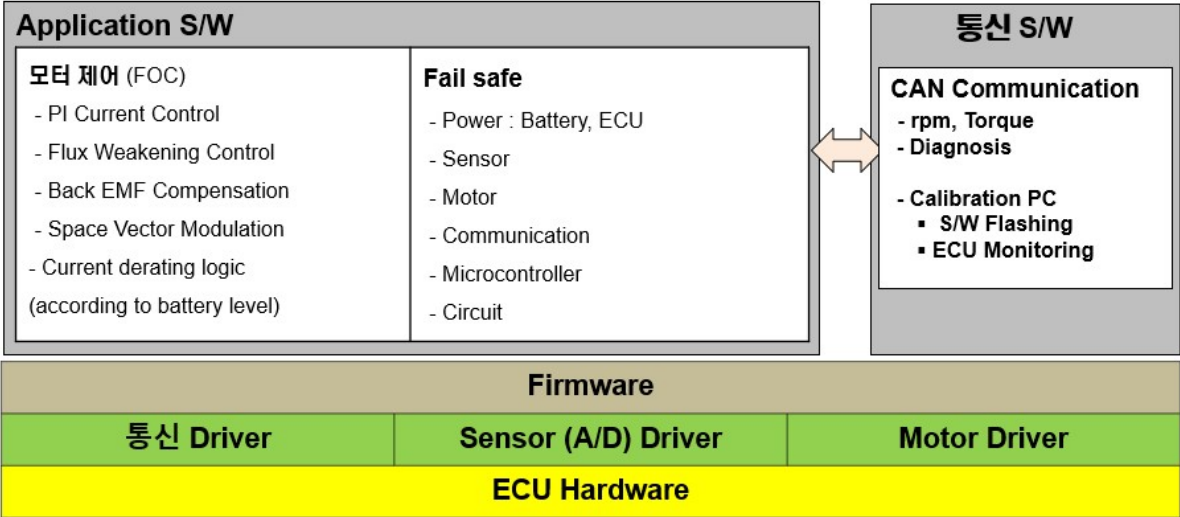 Application S/W
모터 제어 (FOC)
- PI Current Control
- Flux Weakening Control
- Back EMF Compensation
- Space Vector Modulation
- Current derating logic
(according to battery level)
Fail safe
- Power : Battery, ECU
- Sensor
- Motor
- Communication
- Microcontroller
- Circuit
통신 S/W
CAN Communication
- rpm, Torque
- Diagnosis
- Calibration PC
▪ S/W Flashing
▪ ECU Monitoring
Firmware
통신 Driver
Sensor (A/D) Driver
Motor Driver
ECU Hardware